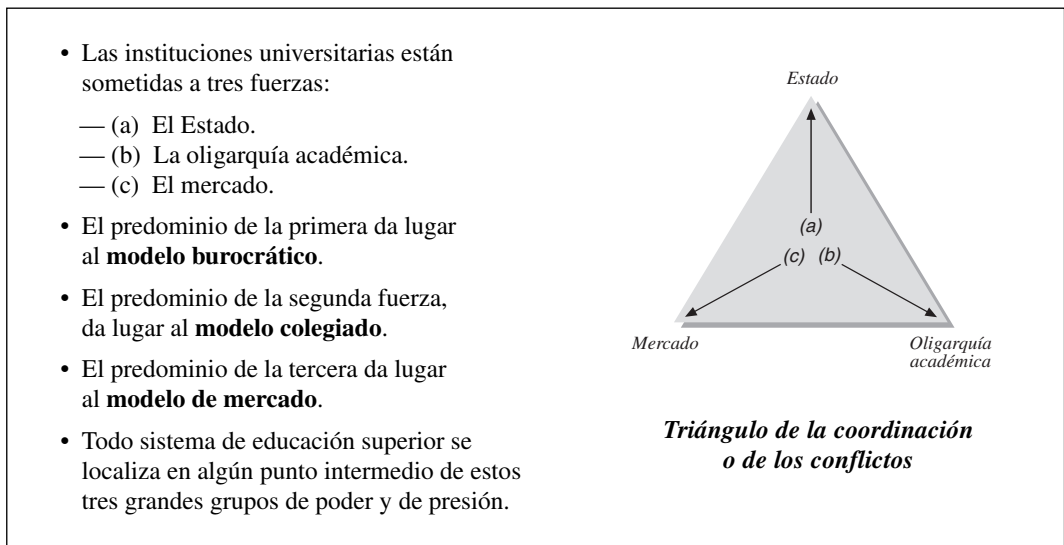 • Las instituciones universitarias están
sometidas a tres fuerzas:
— (a) El Estado.
— (b) La oligarquía académica.
— (c) El mercado.
• El predominio de la primera da lugar
al modelo burocrático.
• El predominio de la segunda fuerza,
da lugar al modelo colegiado.
• El predominio de la tercera da lugar
al modelo de mercado.
• Todo sistema de educación superior se
localiza en algún punto intermedio de estos
tres grandes grupos de poder y de presión.
Estado
(a)
(c) (b)
Mercado
Oligarquía
académica
Triángulo de la coordinación
o de los conflictos